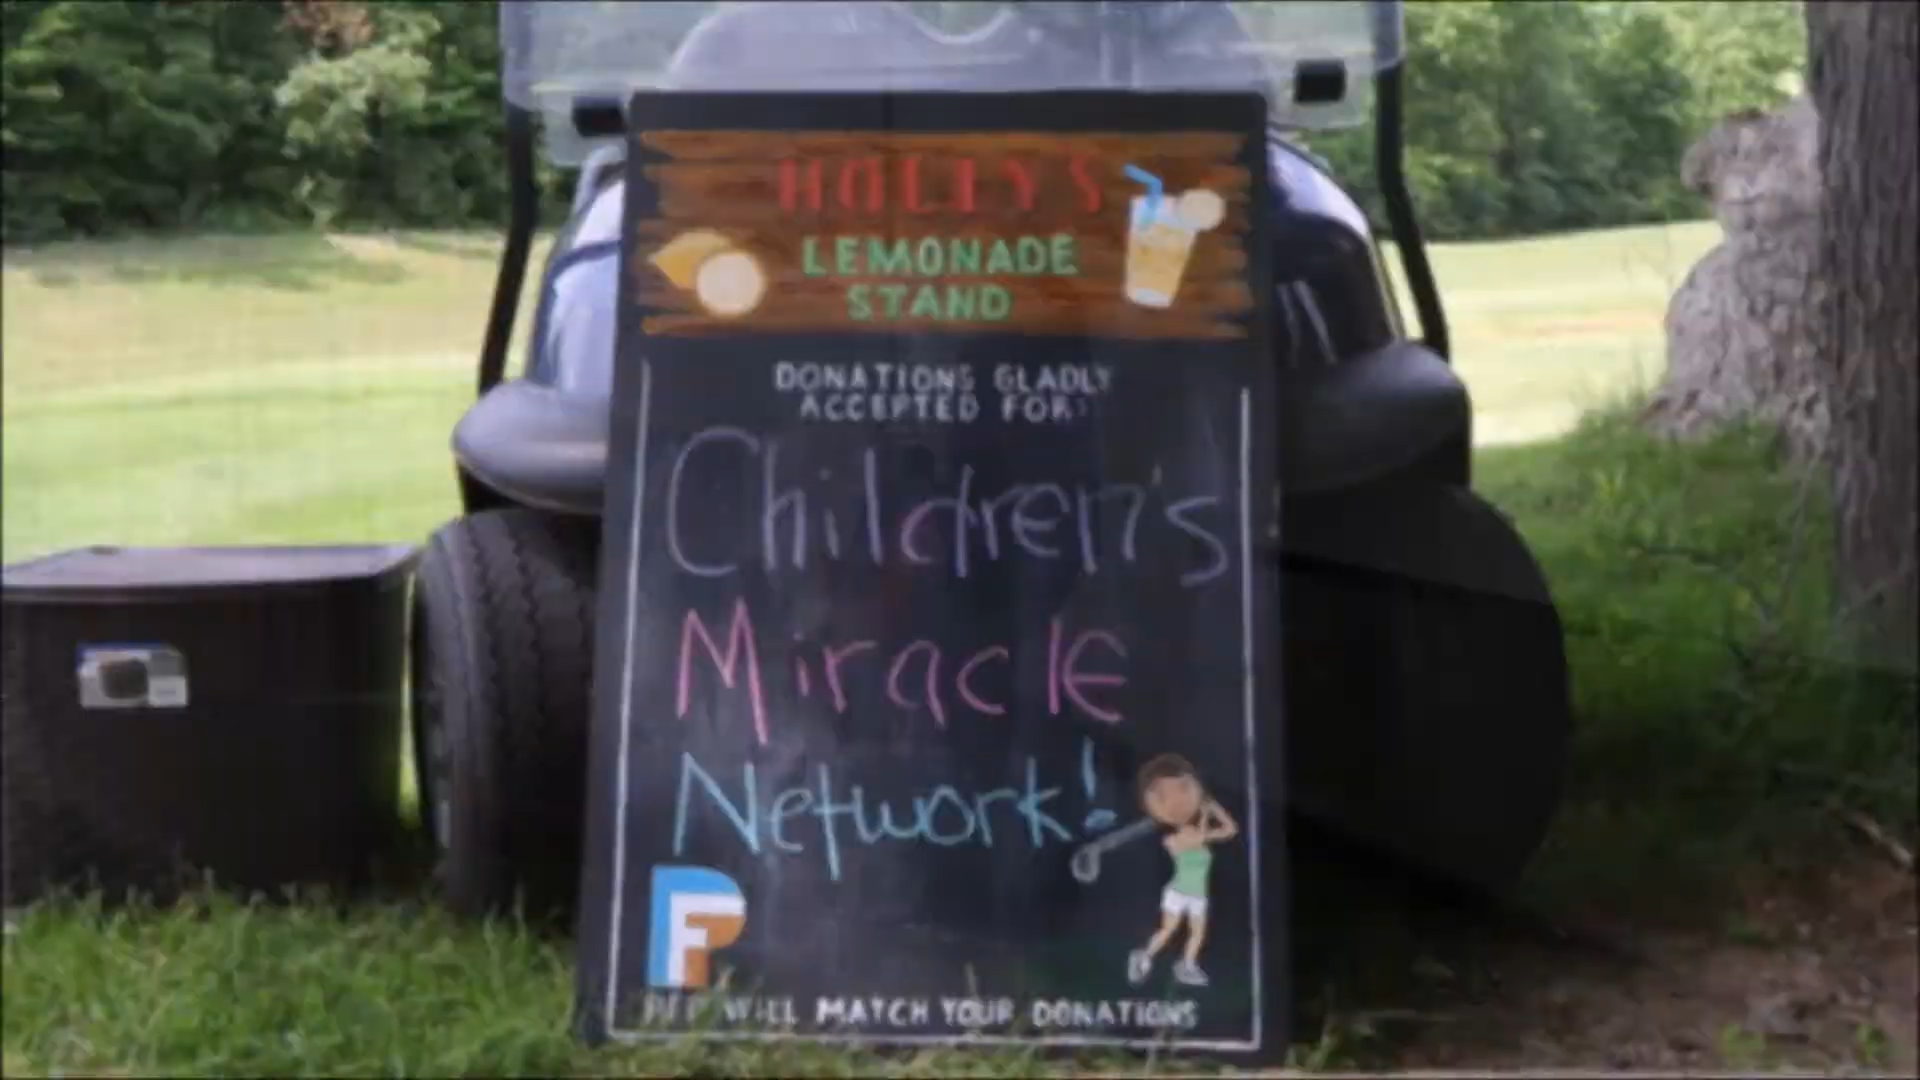 HOLLY'S
LEMONADE
STAND
DONATIONS GLADLY
ACCEPTED FOR:
Children's
Miracle
Network!
WILL MATCH YOUR DONATIONS